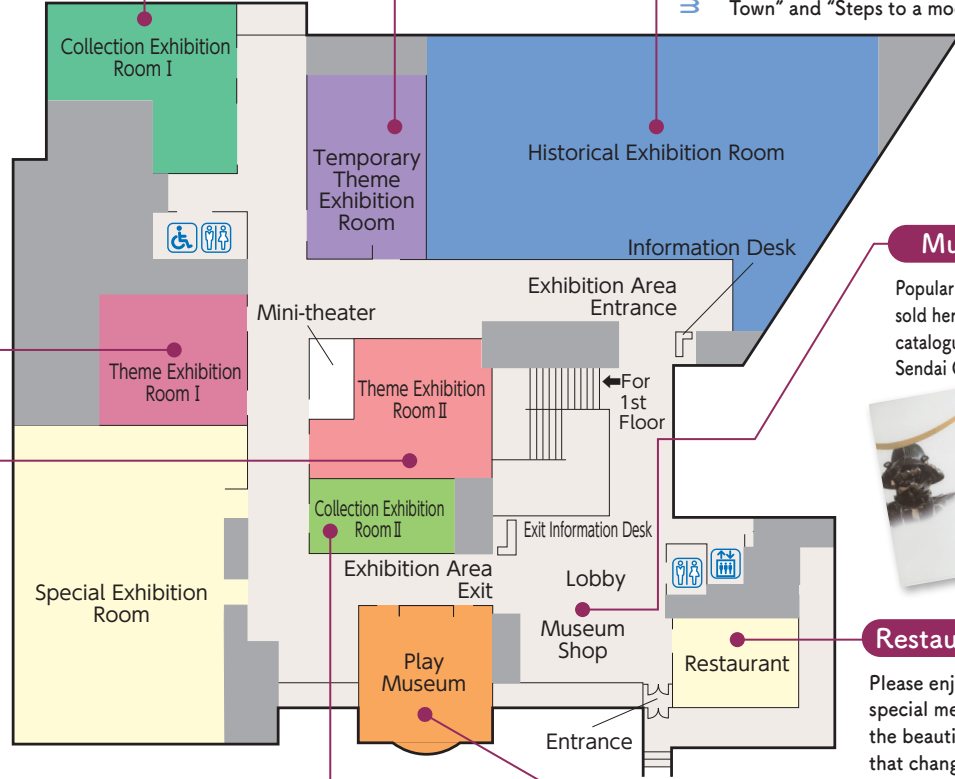 Town" and "Steps to a mo
Collection Exhibition
Room I
Temporary
Theme
Exhibition
Room
Historical Exhibition Room
Information Desk
Mu
Popular
sold her
catalogu
Sendai C
Exhibition Area
Entrance
Mini-theater
Theme Exhibition
Room I
Theme Exhibition
Room II
For
1st
Floor
Collection Exhibition
Room II
Exit Information Desk
Exhibition Area
Exit
Lobby
Special Exhibition
Room
Museum
Shop
Play
Museum
Restaurant
Restau
Please enj
special me
the beauti
that chang
Entrance